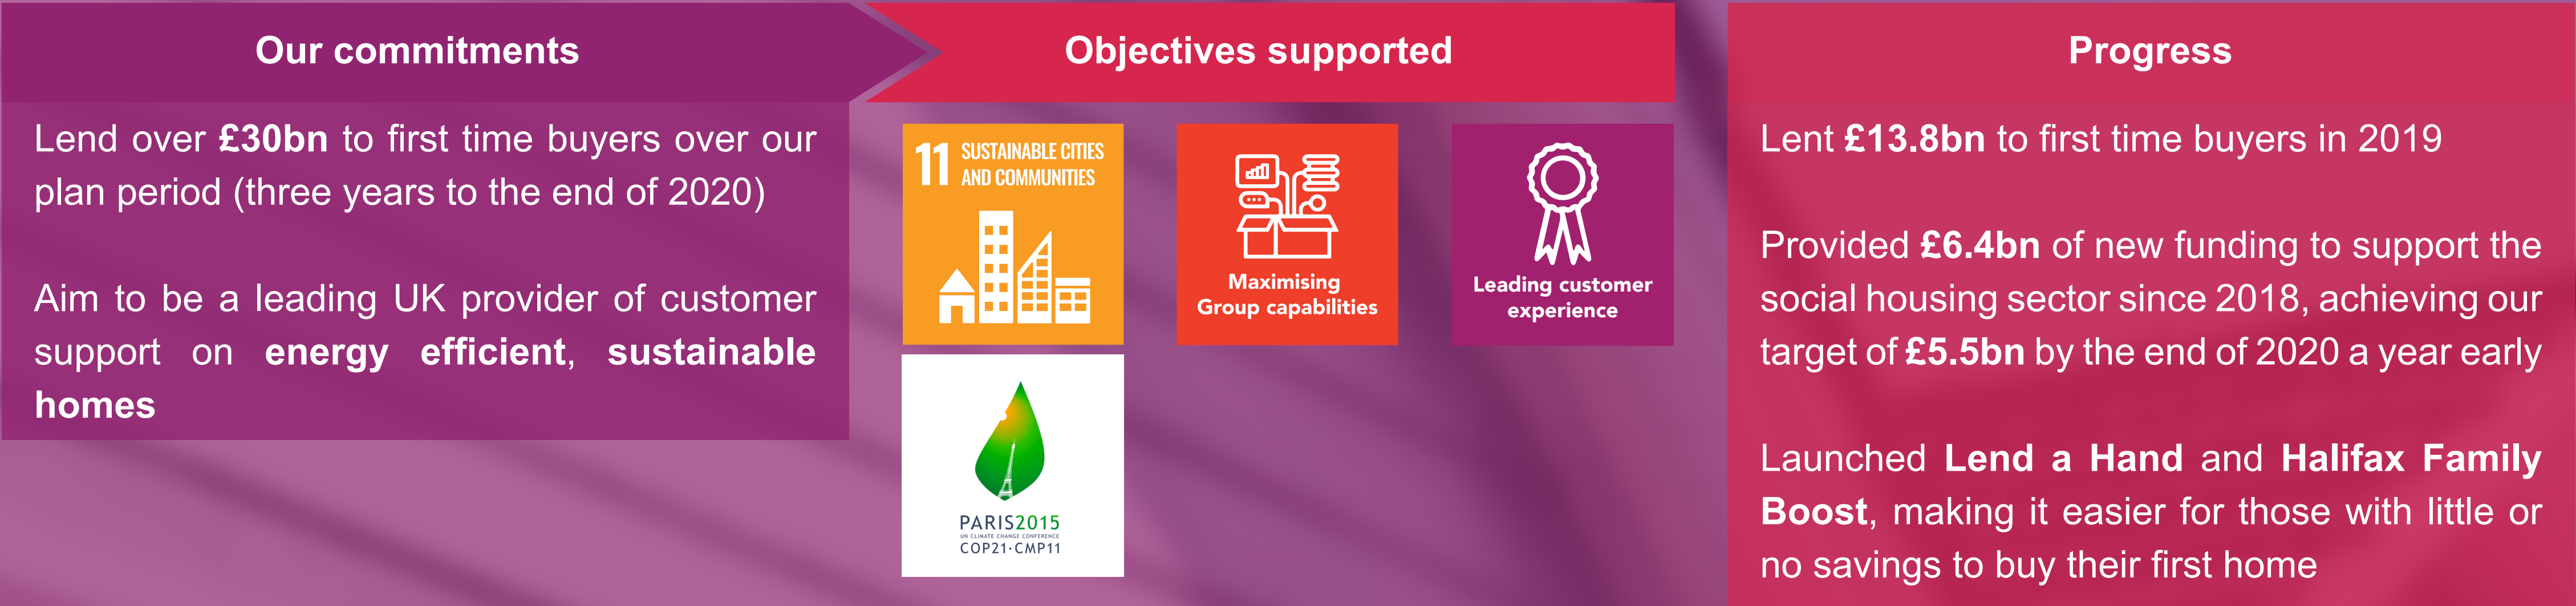 Our commitments
Lend over £30bn to first time buyers over our
plan period (three years to the end of 2020)
Aim to be a leading UK provider of customer
support on energy efficient, sustainable
homes
Objectives supported
11 SUSTAINABLE CITIES
AND COMMUNITIES
Maximising
Group capabilities
Leading customer
experience
PARIS2015
UN CLIMATE CHANGE CONFERENCE
COP21·CMP11
Progress
Lent £13.8bn to first time buyers in 2019
Provided £6.4bn of new funding to support the
social housing sector since 2018, achieving our
target of £5.5bn by the end of 2020 a year early
Launched Lend a Hand and Halifax Family
Boost, making it easier for those with little or
no savings to buy their first home